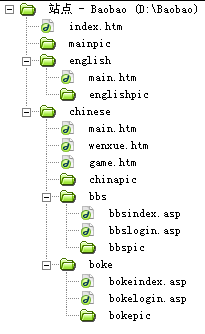 站点 - Baobao (D:\Baobao)
index.htm
mainpic
english
main.htm
englishpic
chinese
main.htm
wenxue.htm
game.htm
chinapic
bbs
bbsindex.asp
bbslogin.asp
bbspic
boke
bokeindex.asp
bokelogin.asp
bokepic